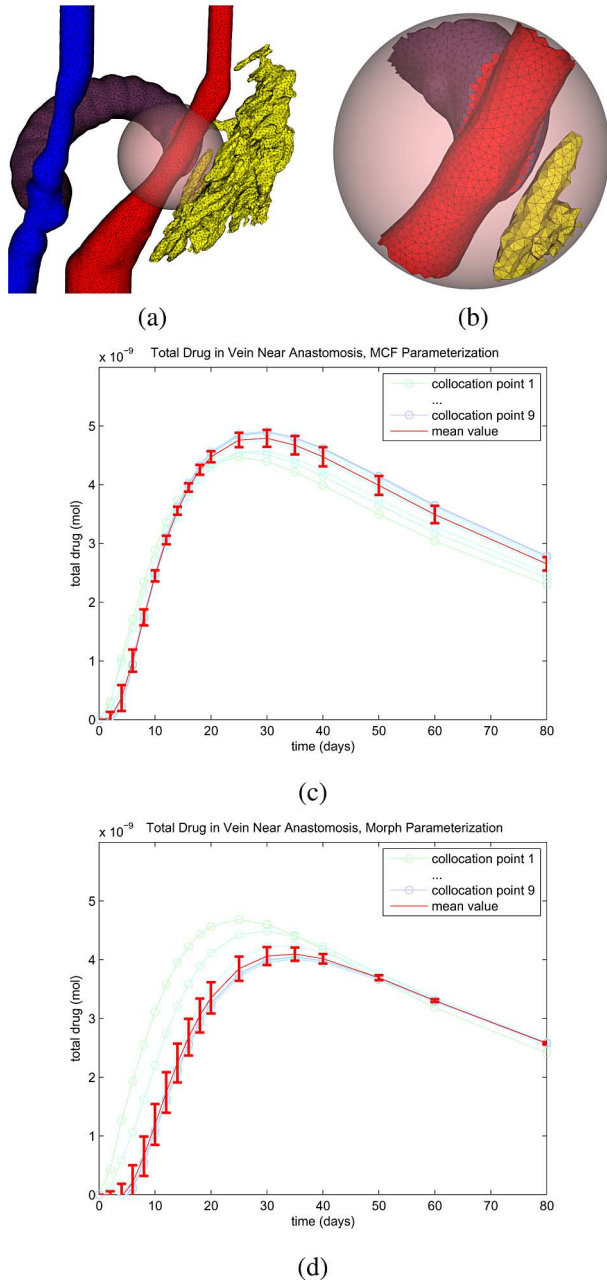 (a) (b)
x 10⁻⁹ Total Drug in Vein Near Anastomosis, MCF Parameterization
collocation point 1
...
collocation point 9
mean value
5
4
3
2
1
0
total drug (mol)
0 10 20 30 40 50 60 70 80
time (days)
(c)
x 10⁻⁹ Total Drug in Vein Near Anastomosis, Morph Parameterization
collocation point 1
...
collocation point 9
mean value
5
4
3
2
1
0
total drug (mol)
0 10 20 30 40 50 60 70 80
time (days)
(d)